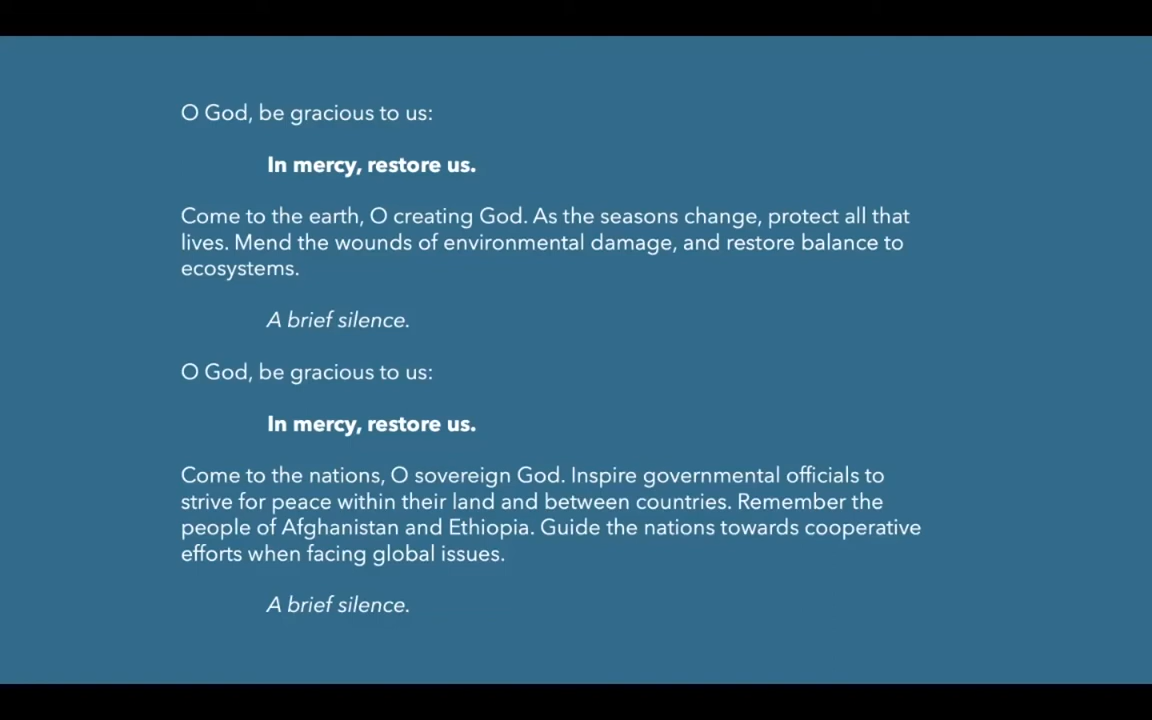 O God, be gracious to us:
In mercy, restore us.
Come to the earth, O creating God. As the seasons change, protect all that
lives. Mend the wounds of environmental damage, and restore balance to
ecosystems.
A brief silence.
O God, be gracious to us:
In mercy, restore us.
Come to the nations, O sovereign God. Inspire governmental officials to
strive for peace within their land and between countries. Remember the
people of Afghanistan and Ethiopia. Guide the nations towards cooperative
efforts when facing global issues.
A brief silence.